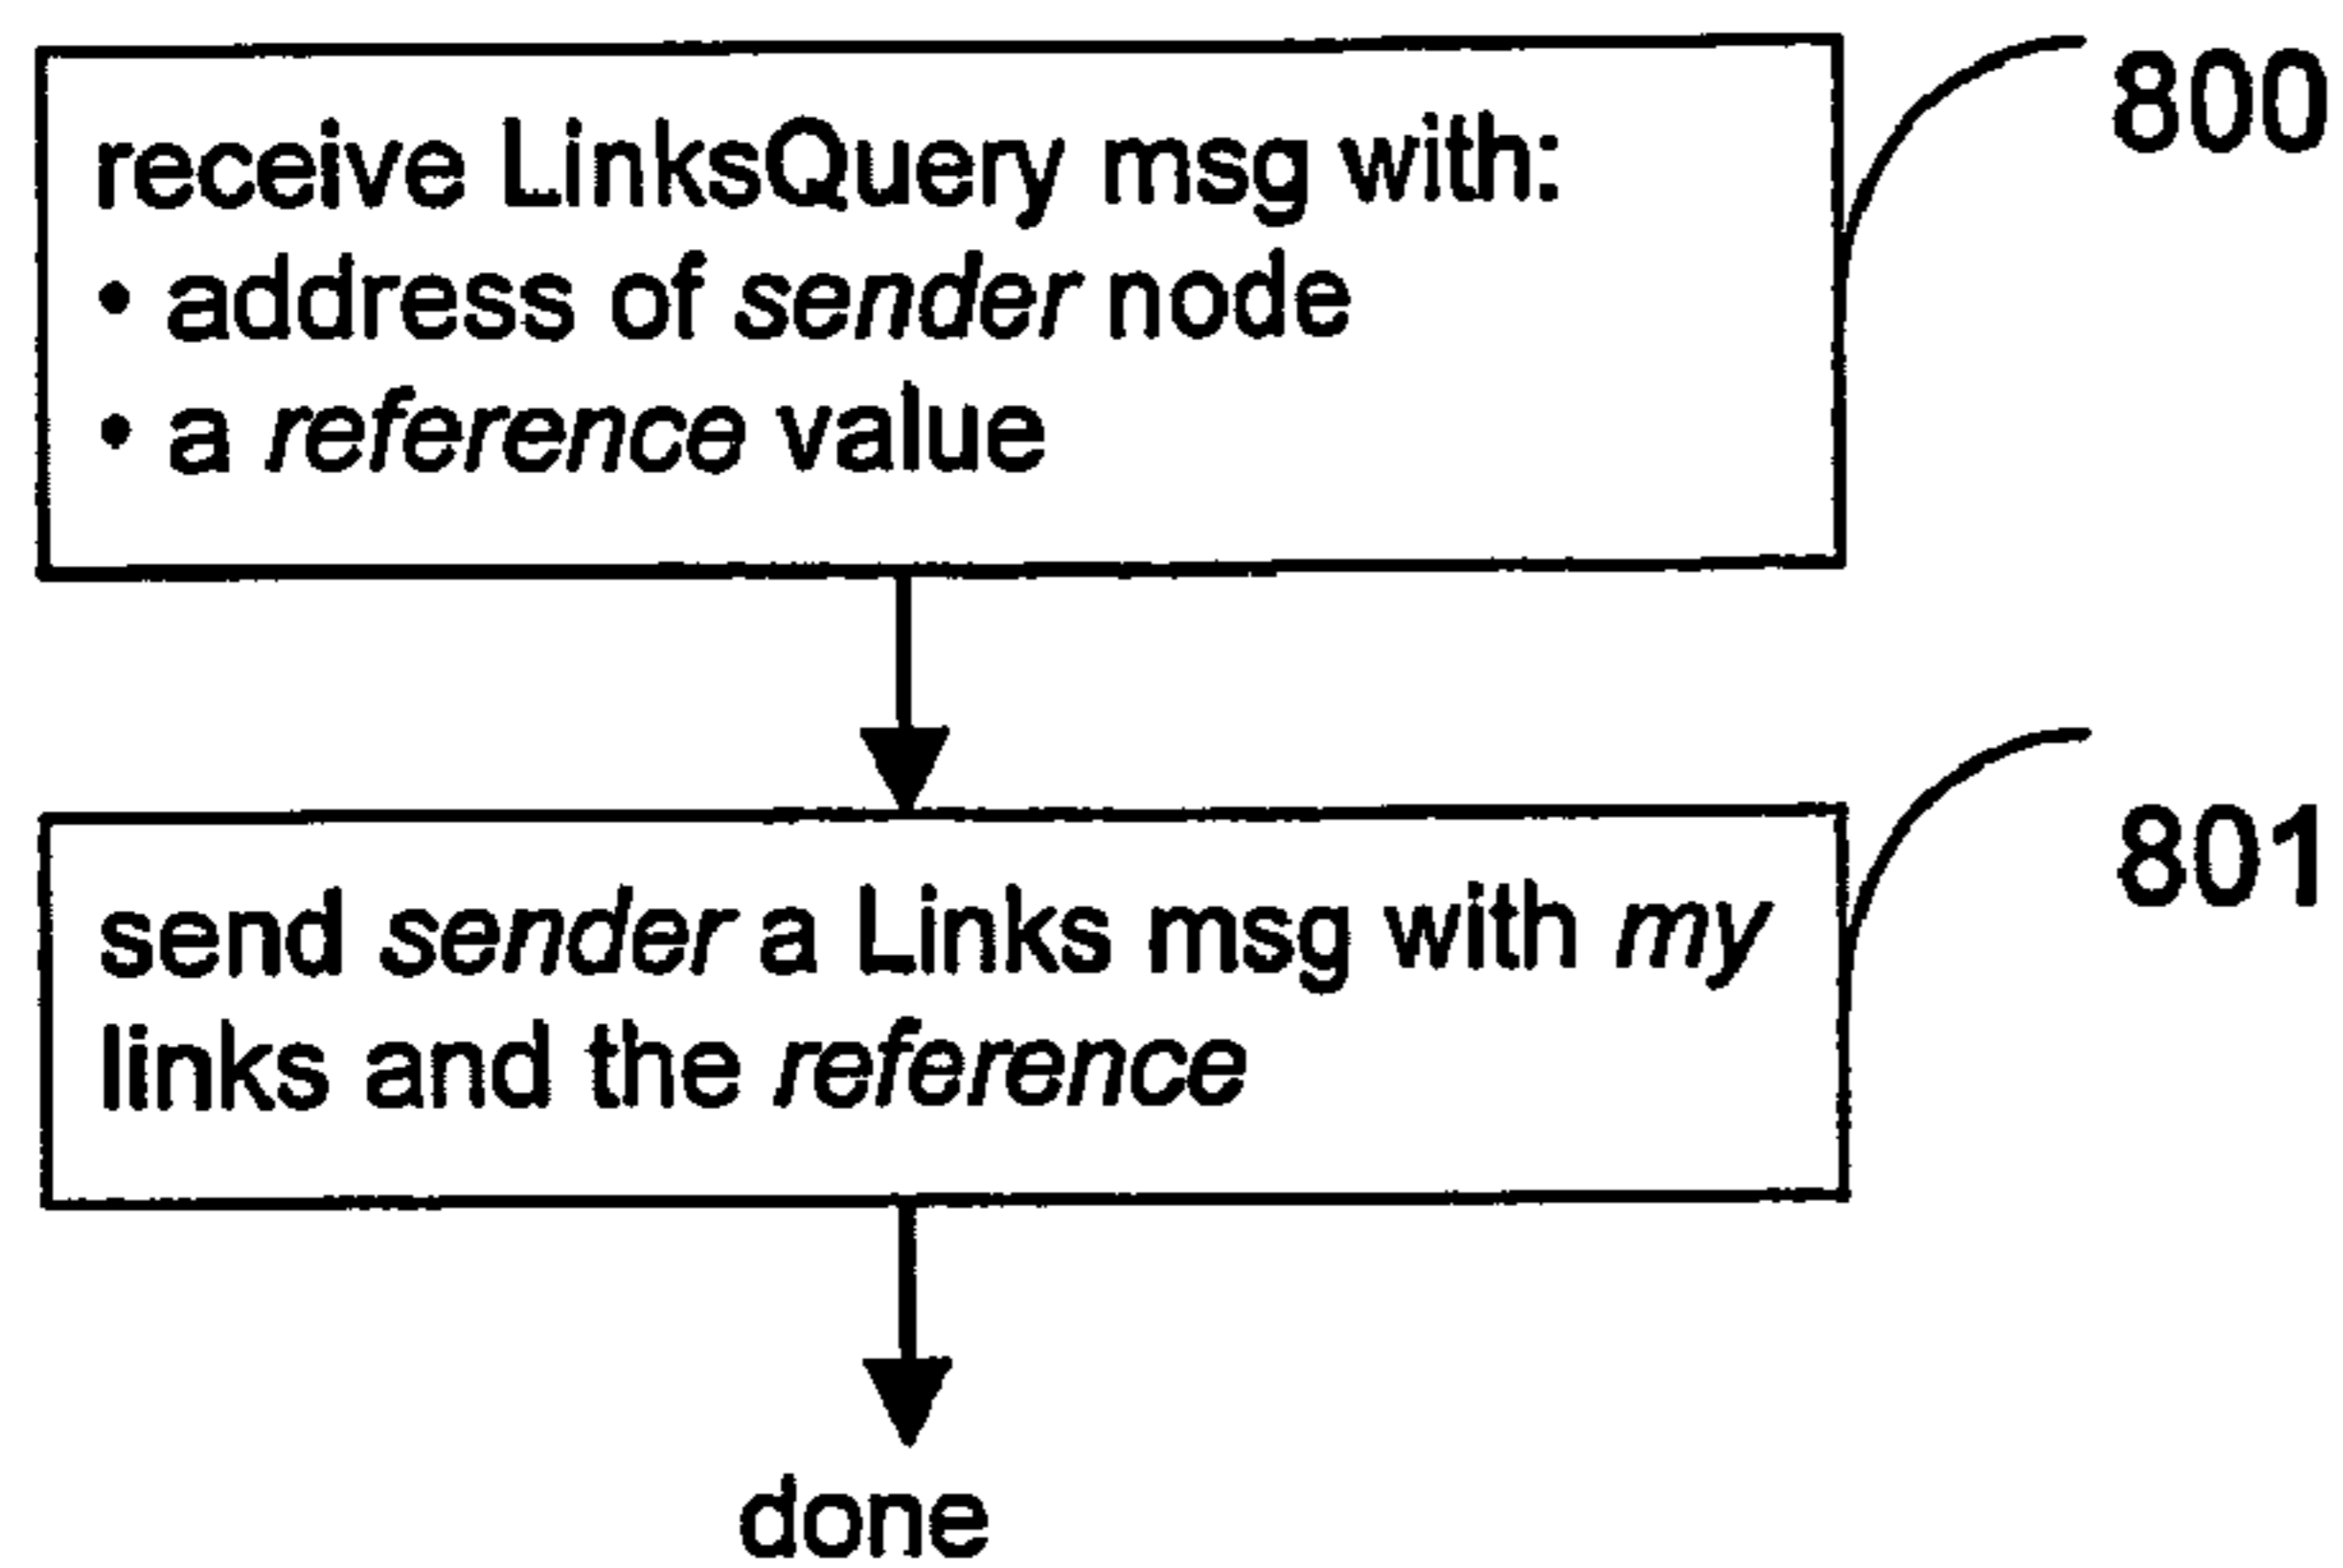 receive LinksQuery msg with:
• address of sender node
• a reference value
800
send sender a Links msg with my
links and the reference
801
done